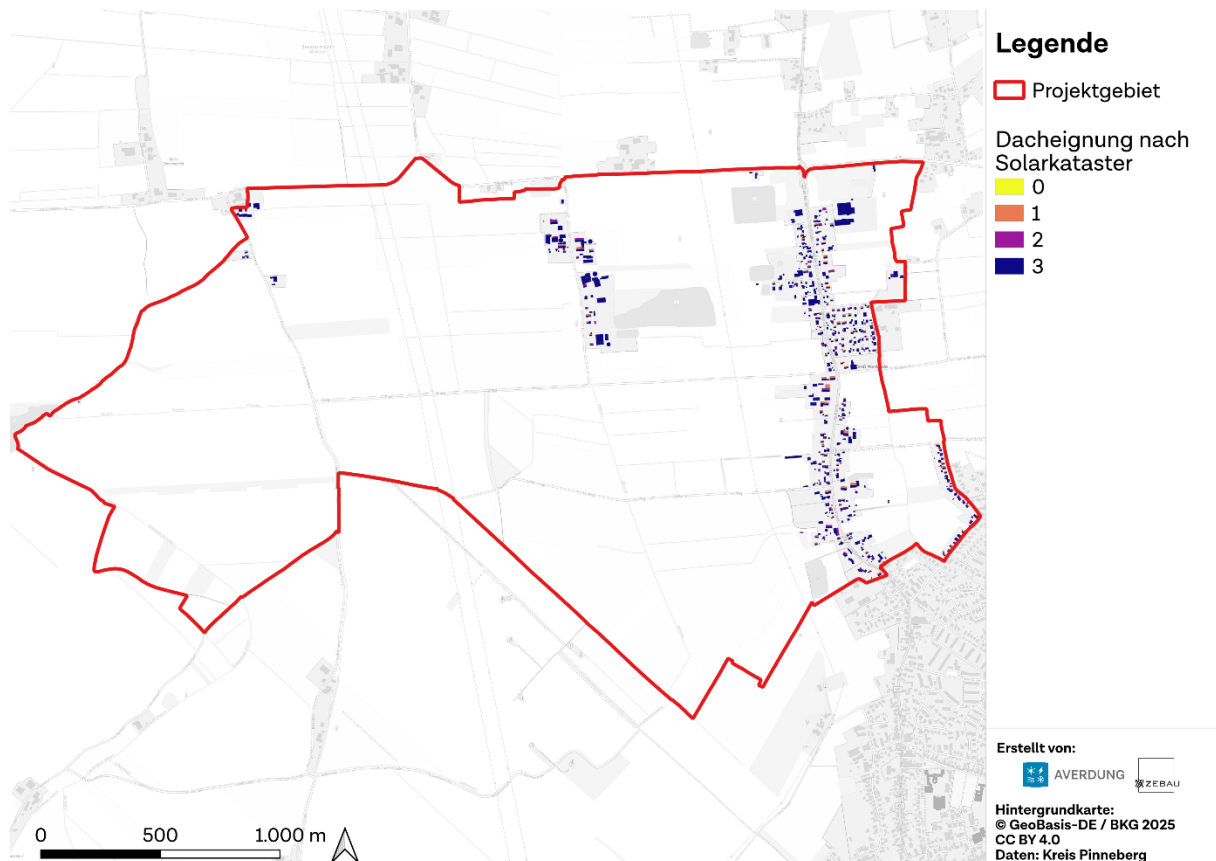 Legende
Projektgebiet
Dacheignung nach
Solarkataster
0
1
2
3
Erstellt von:
AVERDUNG
ZEBAU
Hintergrundkarte:
© GeoBasis-DE / BKG 2025
CC BY 4.0
Daten: Kreis Pinneberg
0 500 1.000 m